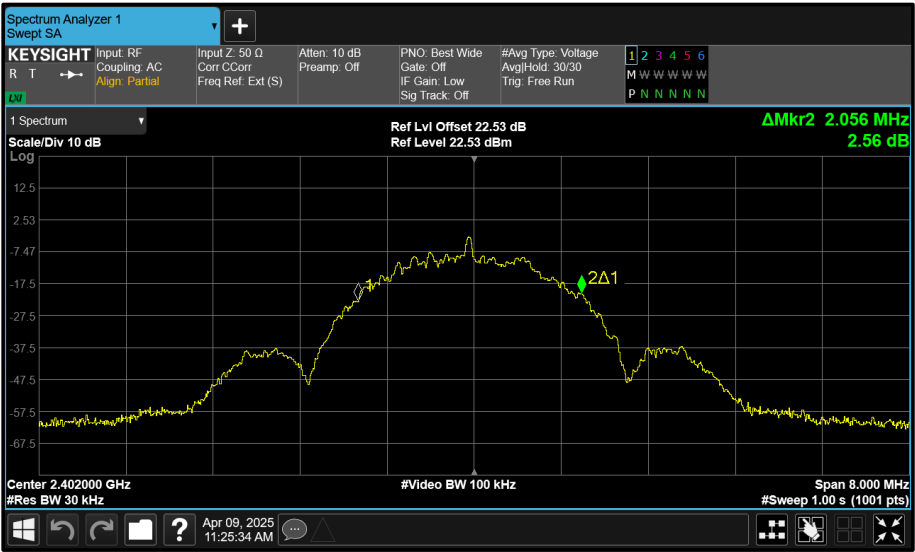 Spectrum Analyzer 1
Swept SA
+
KEYSIGHT
R T
LXI
Input: RF
Coupling: AC
Align: Partial
Input Z: 50 Ω
Corr CCorr
Freq Ref: Ext (S)
Atten: 10 dB
Preamp: Off
PNO: Best Wide
Gate: Off
IF Gain: Low
Sig Track: Off
#Avg Type: Voltage
Avg|Hold: 30/30
Trig: Free Run
1 2 3 4 5 6
M W W W W W
P N N N N N
1 Spectrum
Scale/Div 10 dB
Ref Lvl Offset 22.53 dB
Ref Level 22.53 dBm
ΔMkr2 2.056 MHz
2.56 dB
Log
12.5
2.53
-7.47
-17.5
-27.5
-37.5
-47.5
-57.5
-67.5
1
2Δ1
Center 2.402000 GHz
#Res BW 30 kHz
#Video BW 100 kHz
Span 8.000 MHz
#Sweep 1.00 s (1001 pts)
?
Apr 09, 2025
11:25:34 AM